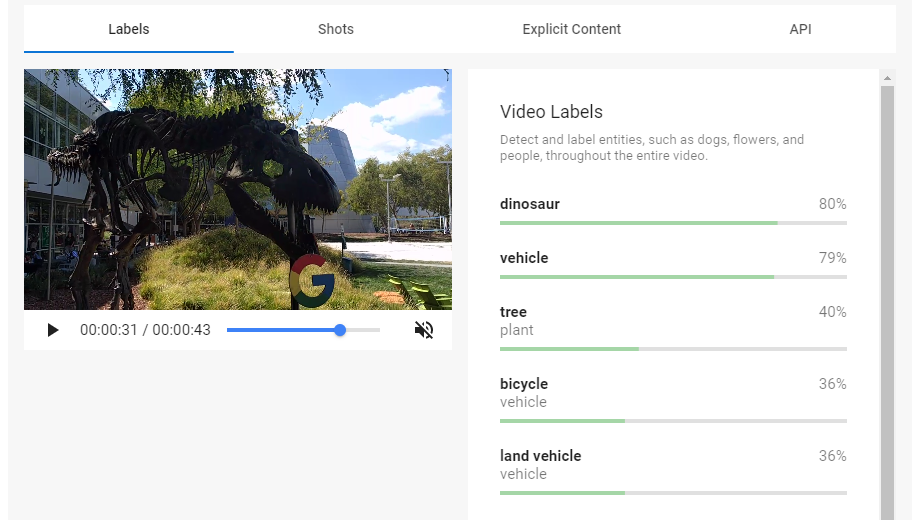 Labels
Shots
Explicit Content
API
G
00:00:31 / 00:00:43
Video Labels
Detect and label entities, such as dogs, flowers, and
people, throughout the entire video.
dinosaur 80%
vehicle 79%
tree 40%
plant
bicycle 36%
vehicle
land vehicle 36%
vehicle